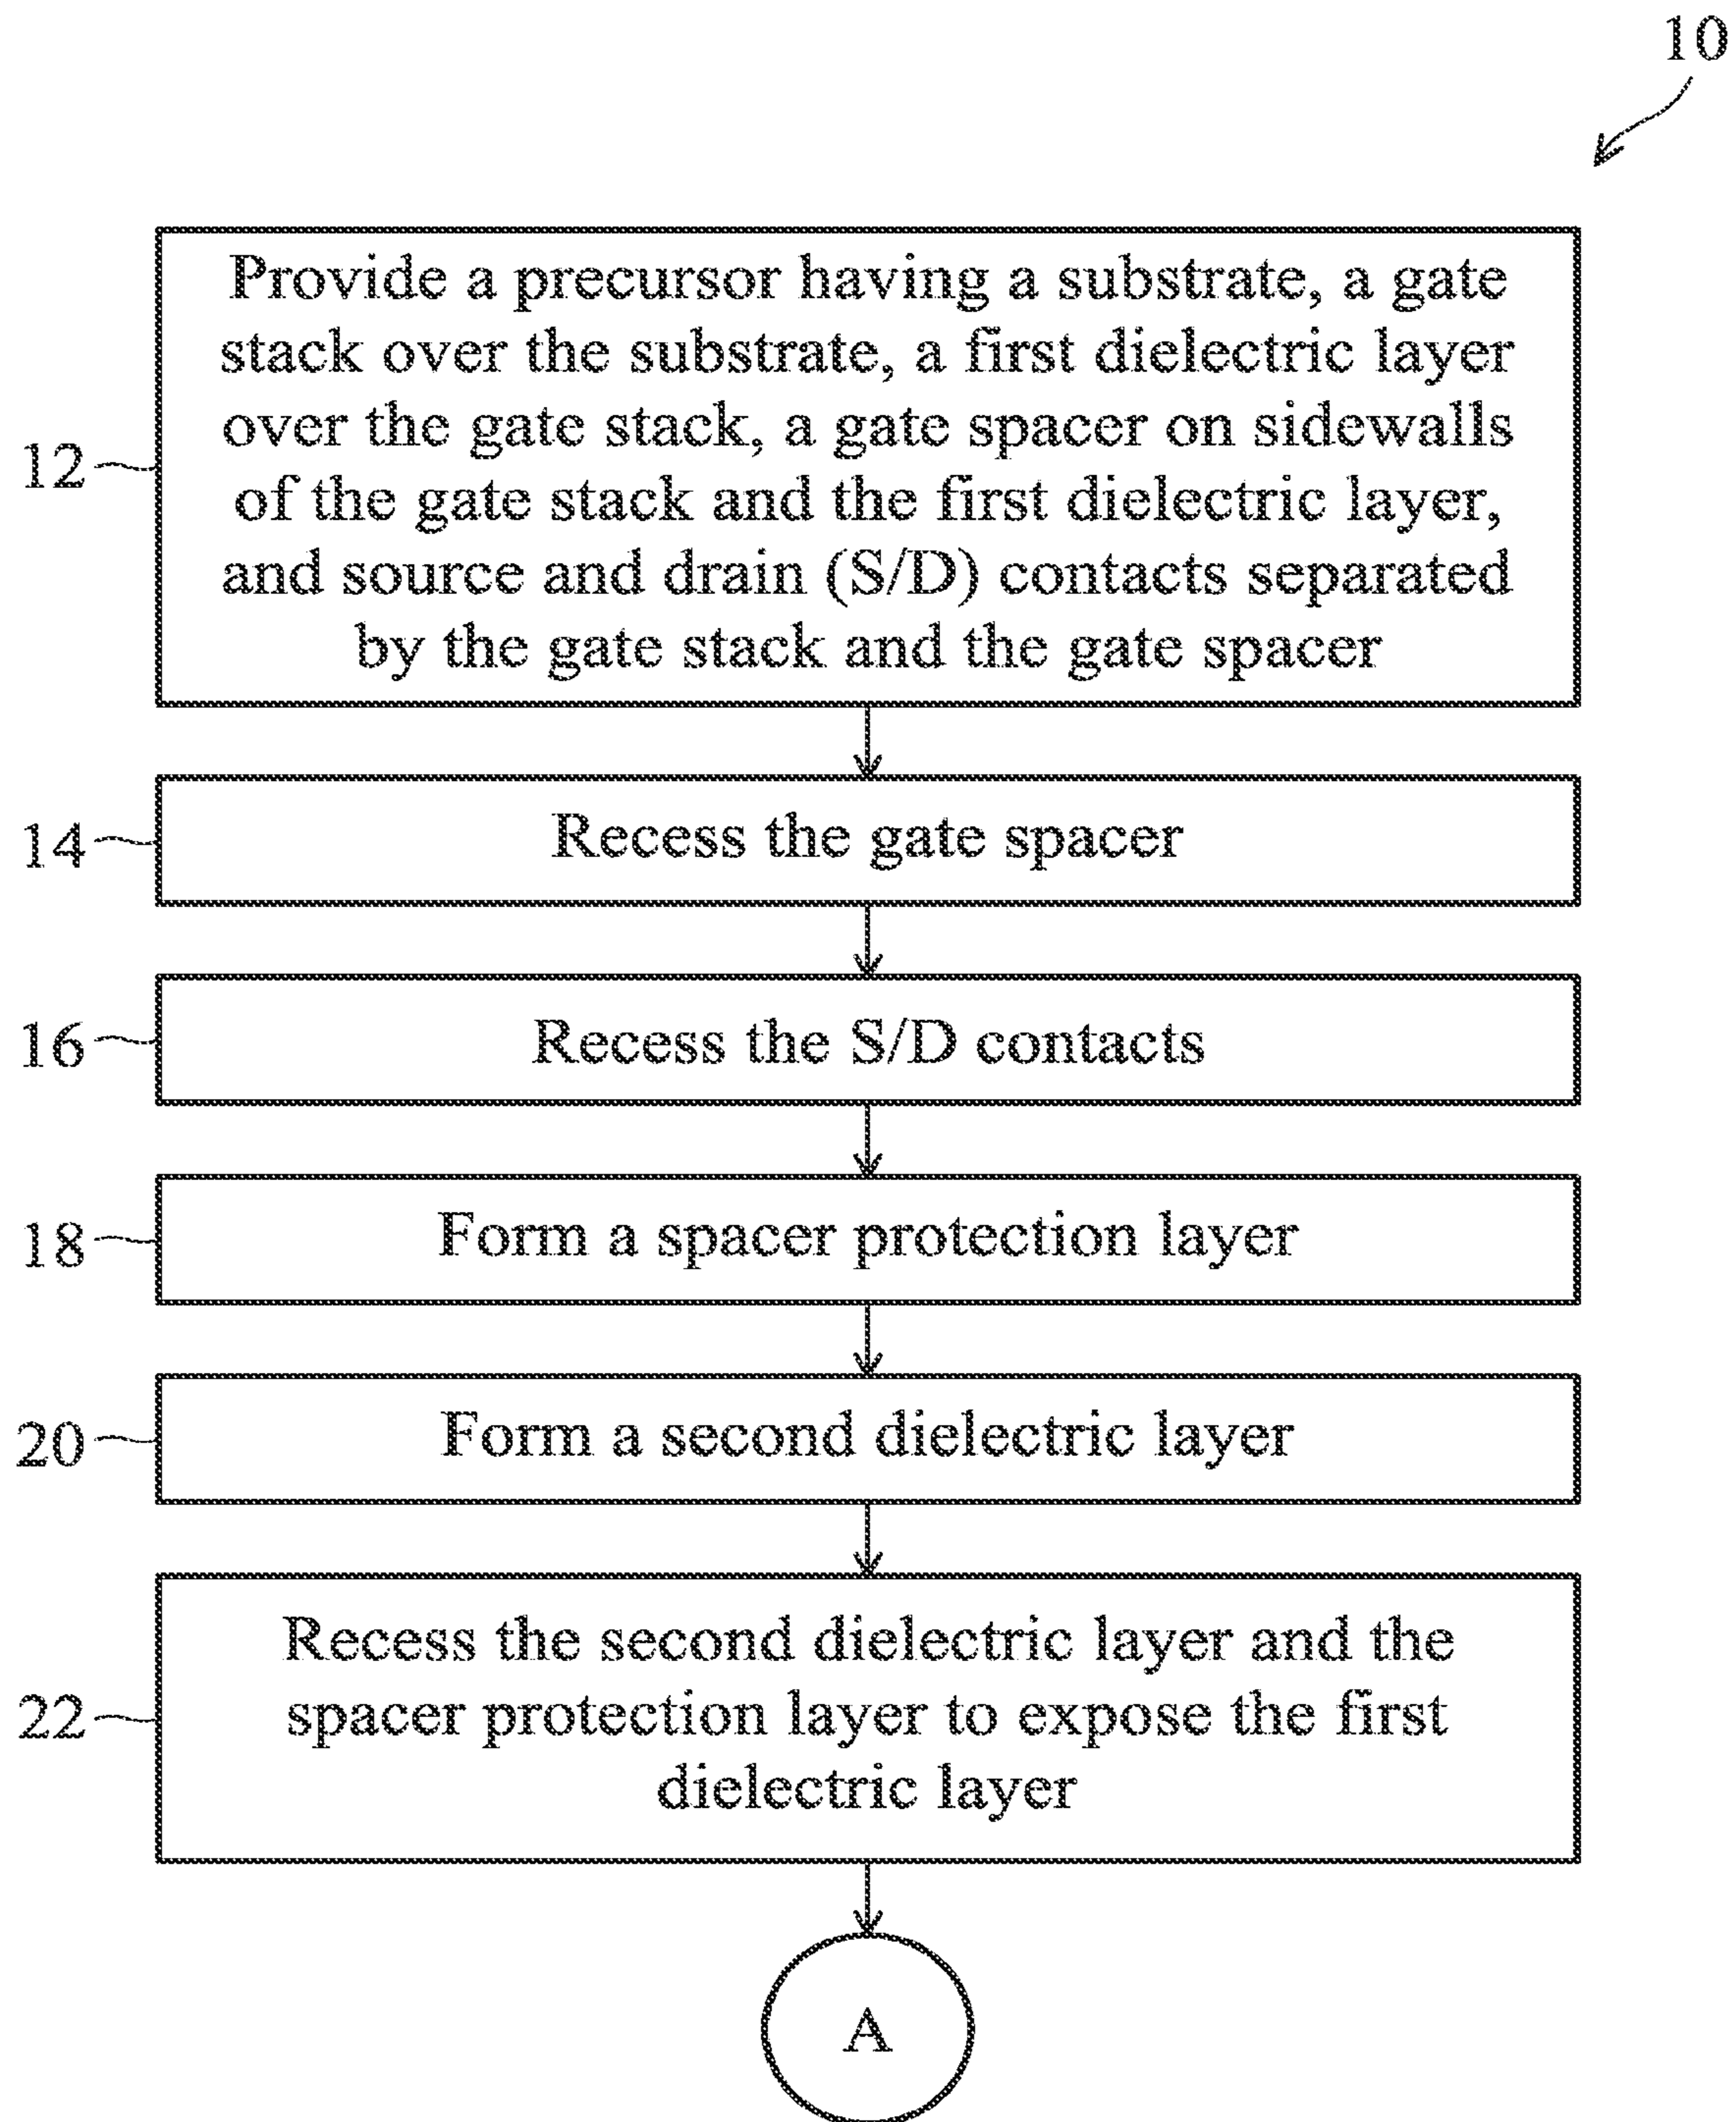 10
Provide a precursor having a substrate, a gate
stack over the substrate, a first dielectric layer
over the gate stack, a gate spacer on sidewalls
of the gate stack and the first dielectric layer,
and source and drain (S/D) contacts separated
by the gate stack and the gate spacer
12
Recess the gate spacer
14
Recess the S/D contacts
16
Form a spacer protection layer
18
Form a second dielectric layer
20
Recess the second dielectric layer and the
spacer protection layer to expose the first
dielectric layer
22
A